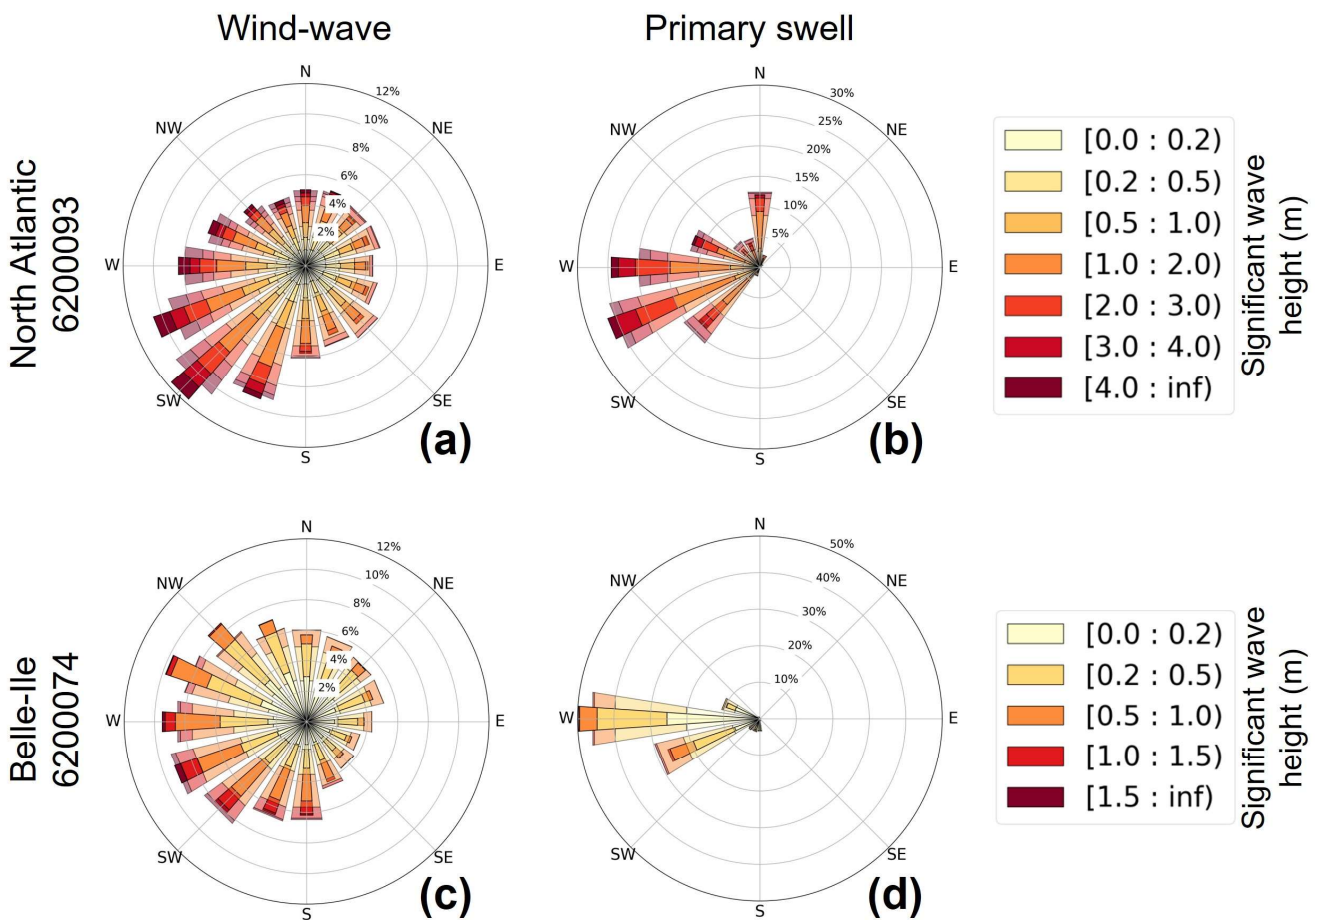 Wind-wave
Primary swell
North Atlantic
6200093
N
NE
E
SE
S
SW
W
NW
12%
10%
8%
6%
4%
2%
(a)
N
NE
E
SE
S
SW
W
NW
30%
25%
20%
15%
10%
5%
(b)
[0.0 : 0.2)
[0.2 : 0.5)
[0.5 : 1.0)
[1.0 : 2.0)
[2.0 : 3.0)
[3.0 : 4.0)
[4.0 : inf)
Significant wave
height (m)
Belle-Ile
6200074
N
NE
E
SE
S
SW
W
NW
12%
10%
8%
6%
4%
2%
(c)
N
NE
E
SE
S
SW
W
NW
50%
40%
30%
20%
10%
(d)
[0.0 : 0.2)
[0.2 : 0.5)
[0.5 : 1.0)
[1.0 : 1.5)
[1.5 : inf)
Significant wave
height (m)